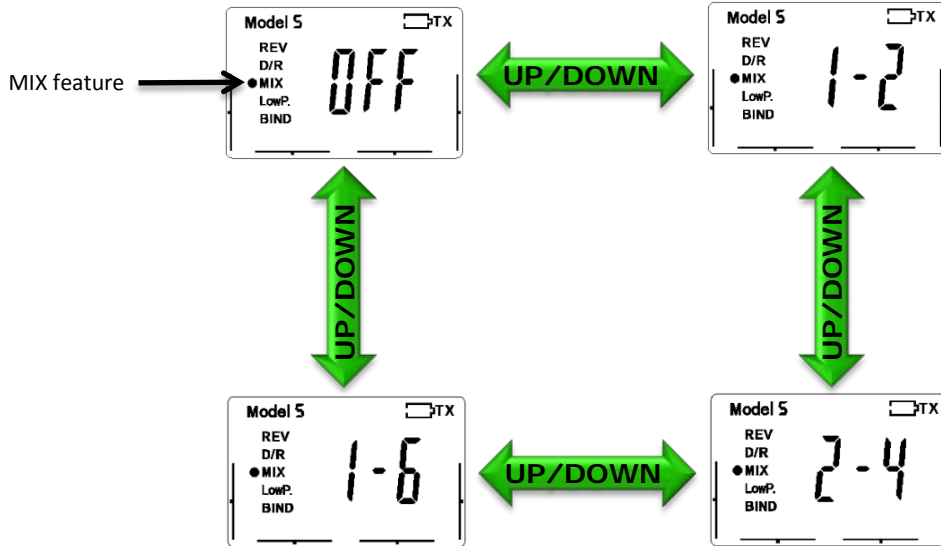 MIX feature
Model 5
TX
REV
D/R
MIX
LowP.
BIND
OFF
UP/DOWN
Model 5
TX
REV
D/R
MIX
LowP.
BIND
1-2
UP/DOWN
UP/DOWN
Model 5
TX
REV
D/R
MIX
LowP.
BIND
1-6
UP/DOWN
Model 5
TX
REV
D/R
MIX
LowP.
BIND
2-4